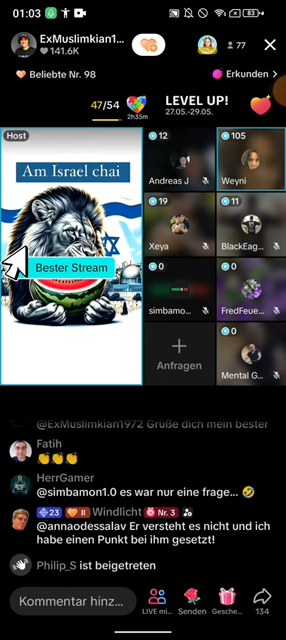 01:03
ExMuslimkian1...
141.6K
77
Beliebte Nr. 98
Erkunden >
47/54
2h35m
LEVEL UP!
27.05.-29.05.
Host
Am Israel chai
Bester Stream
12
Andreas J
105
Weyni
19
Xeya
11
BlackEag...
0
simbamo...
0
FredFeue...
Anfragen
0
Mental G...
@ExMuslimkian1972 Grüße dich mein bester
Fatih
👏👏👏
HerrGamer
@simbamon1.0 es war nur eine frage... 🤣
23 II Windlicht Nr. 3
@annaodessalav Er versteht es nicht und ich
habe einen Punkt bei ihm gesetzt!
Philip_S ist beigetreten
Kommentar hinz...
LIVE mi...
Senden
Gesche...
134